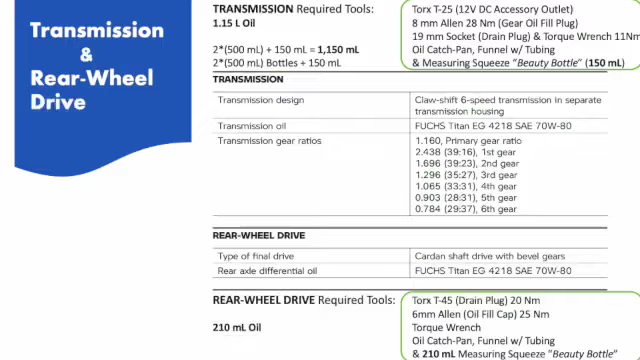 Transmission
&
Rear-Wheel
Drive
TRANSMISSION Required Tools:
1.15 L Oil
2*(500 mL) + 150 mL = 1,150 mL
2*(500 mL) Bottles + 150 mL
Torx T-25 (12V DC Accessory Outlet)
8 mm Allen 28 Nm (Gear Oil Fill Plug)
19 mm Socket (Drain Plug) & Torque Wrench 11Nm
Oil Catch-Pan, Funnel w/ Tubing
& Measuring Squeeze “Beauty Bottle” (150 mL)
TRANSMISSION
Transmission design Claw-shift 6-speed transmission in separate
transmission housing
Transmission oil FUCHS Titan EG 4218 SAE 70W-80
Transmission gear ratios 1.160, Primary gear ratio
2.438 (39:16), 1st gear
1.696 (39:23), 2nd gear
1.296 (35:27), 3rd gear
1.065 (33:31), 4th gear
0.903 (28:31), 5th gear
0.784 (29:37), 6th gear
REAR-WHEEL DRIVE
Type of final drive Cardan shaft drive with bevel gears
Rear axle differential oil FUCHS Titan EG 4218 SAE 70W-80
REAR-WHEEL DRIVE Required Tools:
210 mL Oil
Torx T-45 (Drain Plug) 20 Nm
6mm Allen (Oil Fill Cap) 25 Nm
Torque Wrench
Oil Catch-Pan, Funnel w/ Tubing
& 210 mL Measuring Squeeze “Beauty Bottle”